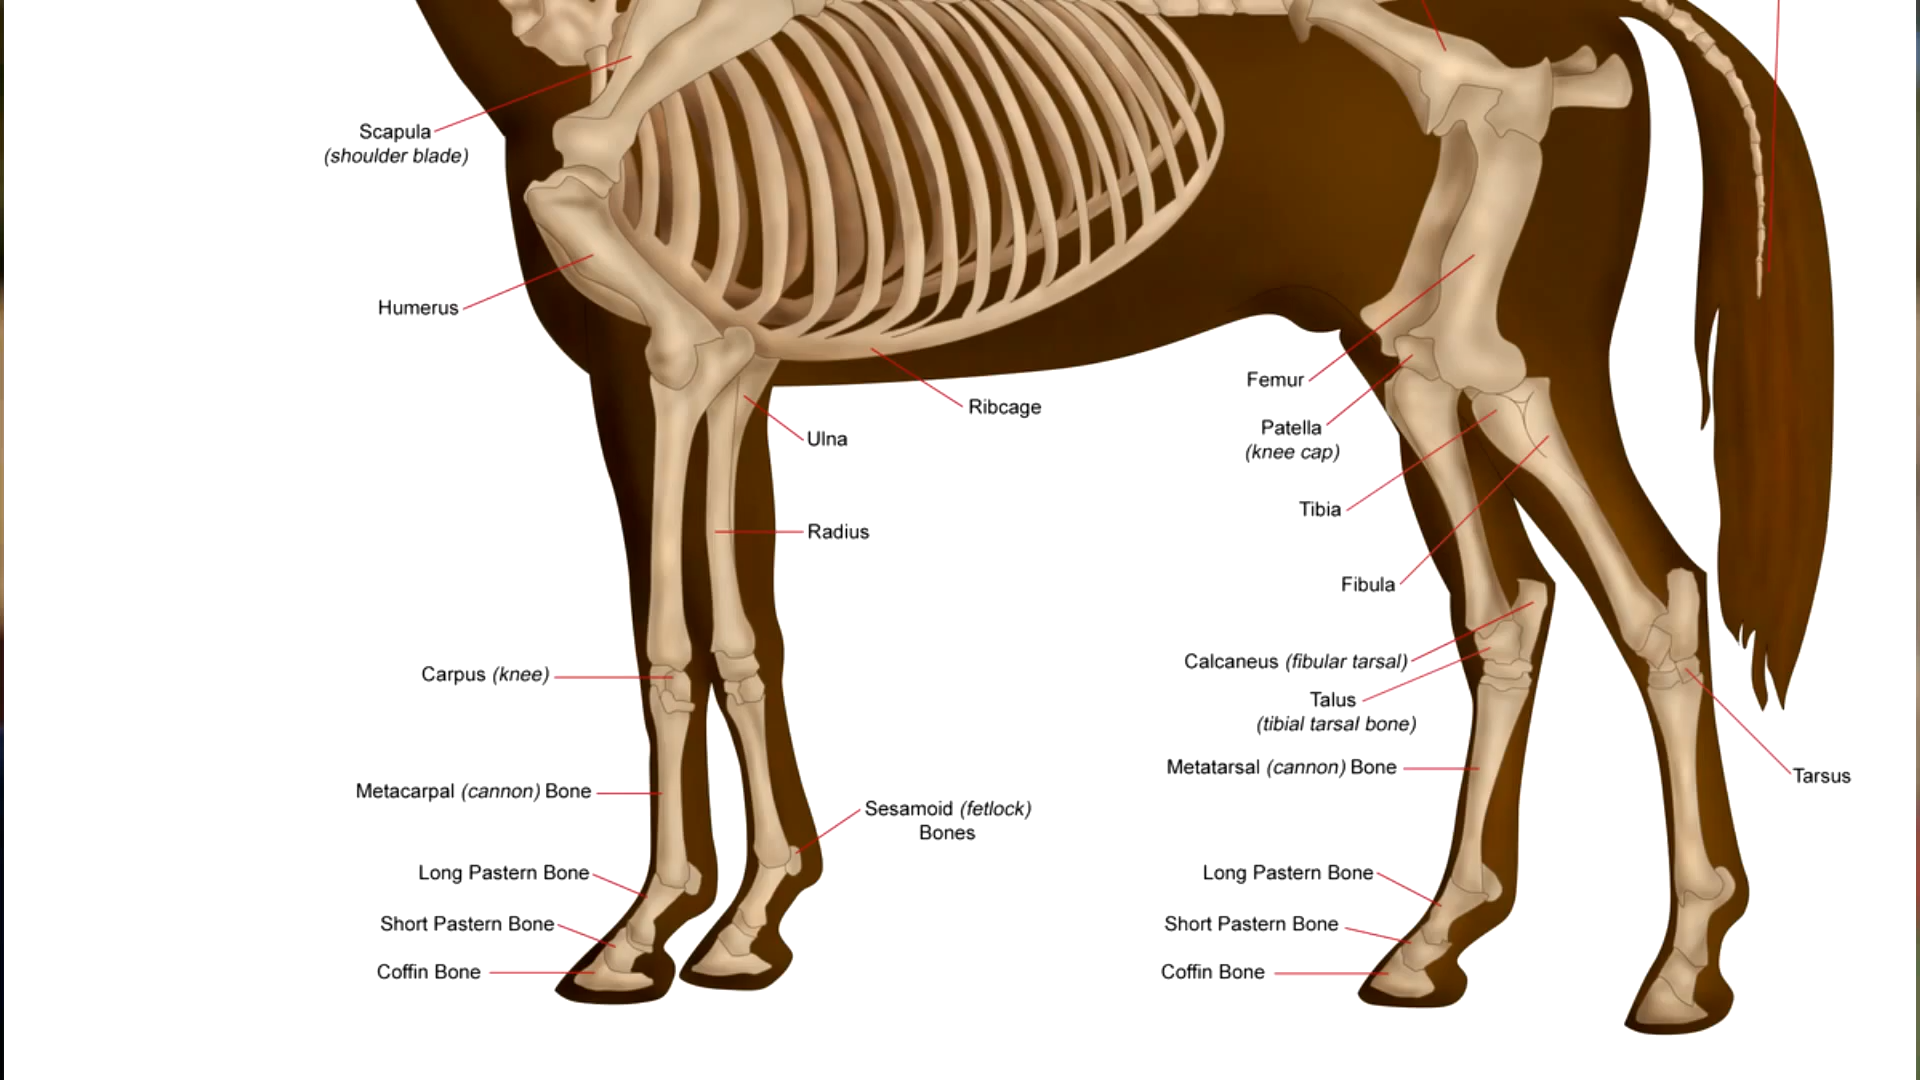 Scapula
(shoulder blade)
Humerus
Ribcage
Ulna
Radius
Carpus (knee)
Metacarpal (cannon) Bone
Sesamoid (fetlock)
Bones
Long Pastern Bone
Short Pastern Bone
Coffin Bone
Femur
Patella
(knee cap)
Tibia
Fibula
Calcaneus (fibular tarsal)
Talus
(tibial tarsal bone)
Metatarsal (cannon) Bone
Tarsus
Long Pastern Bone
Short Pastern Bone
Coffin Bone